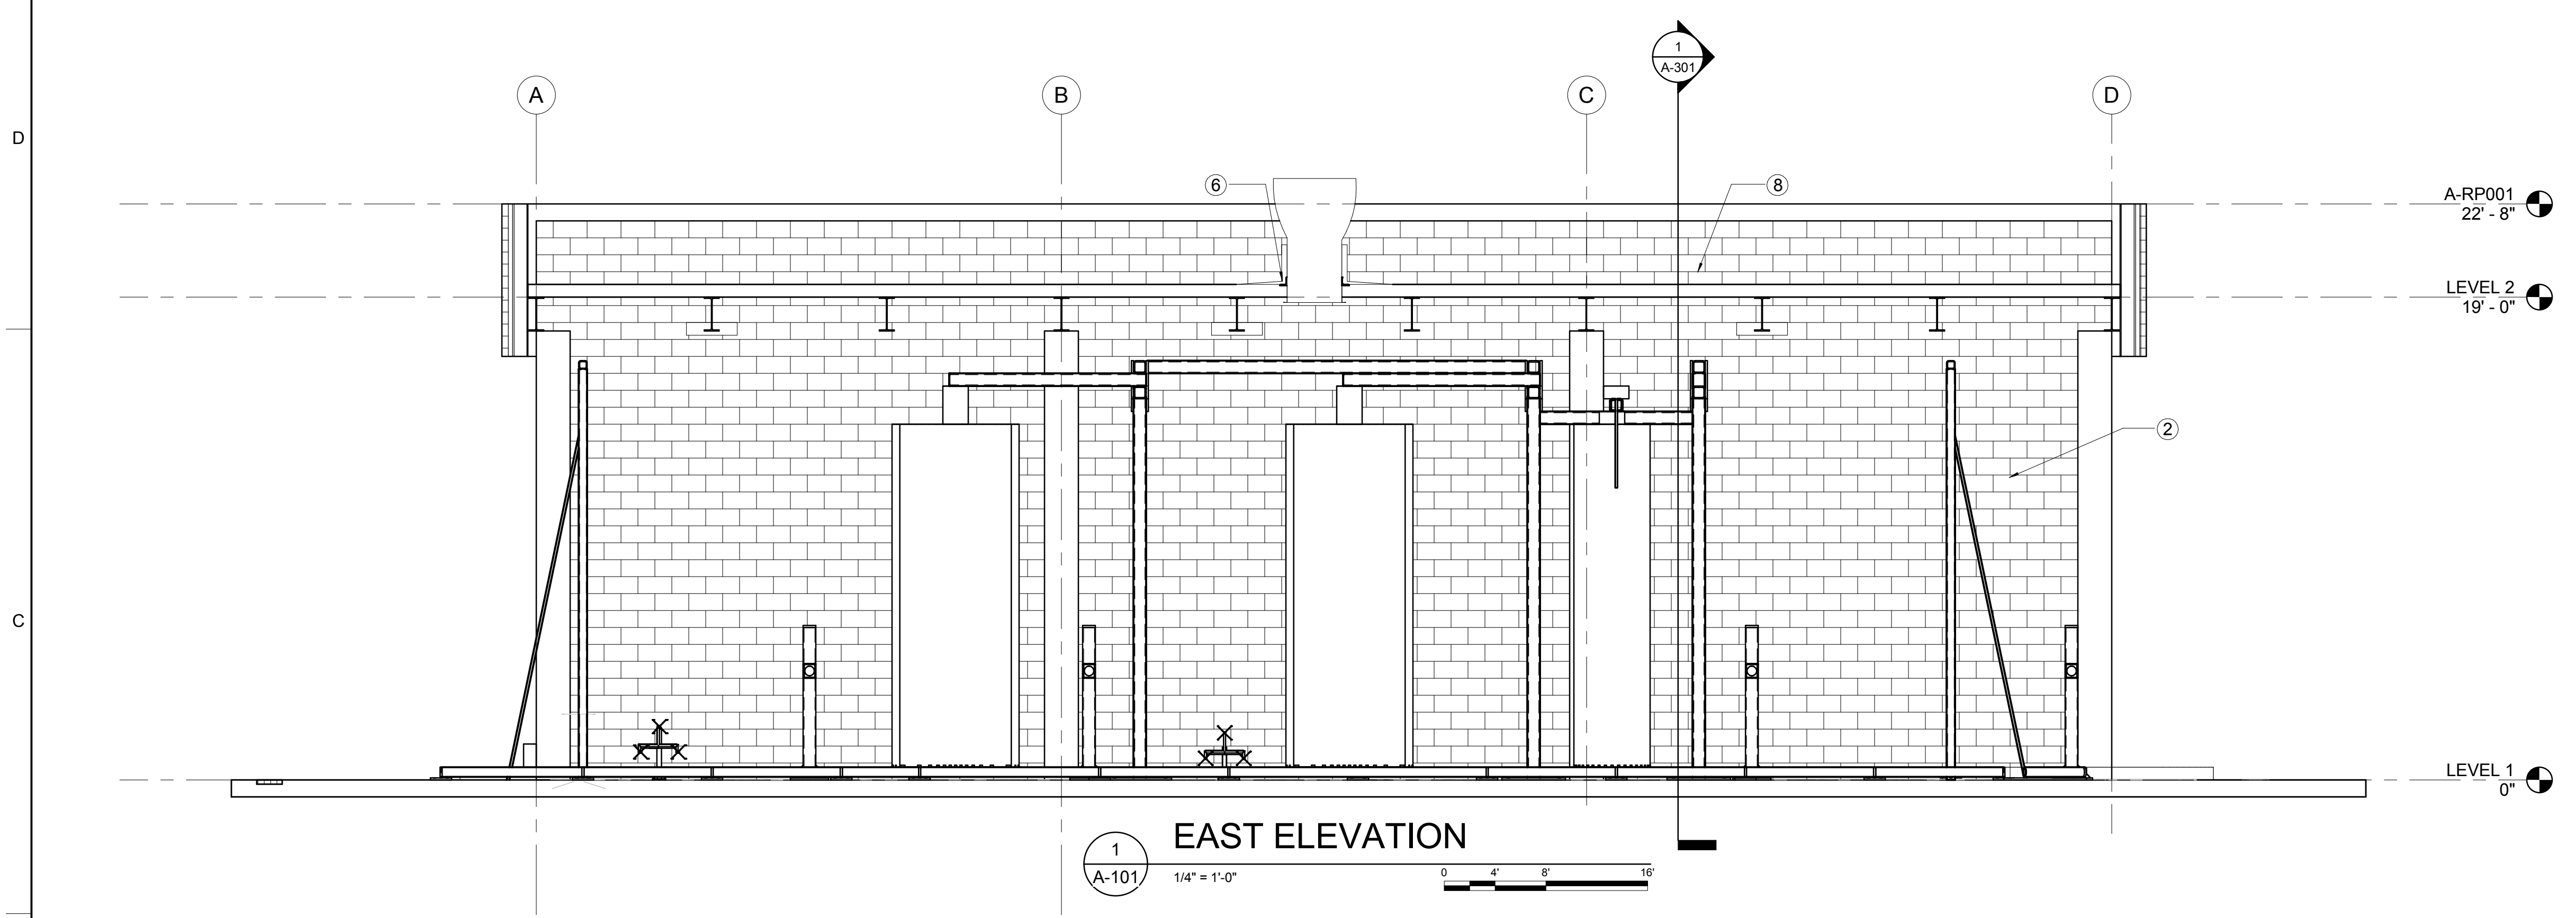 1
A-301
A
B
C
D
D
6
8
A-RP001
22' - 8"
LEVEL 2
19' - 0"
2
C
LEVEL 1
0"
1
A-101
EAST ELEVATION
1/4" = 1'-0"
0 4' 8' 16'